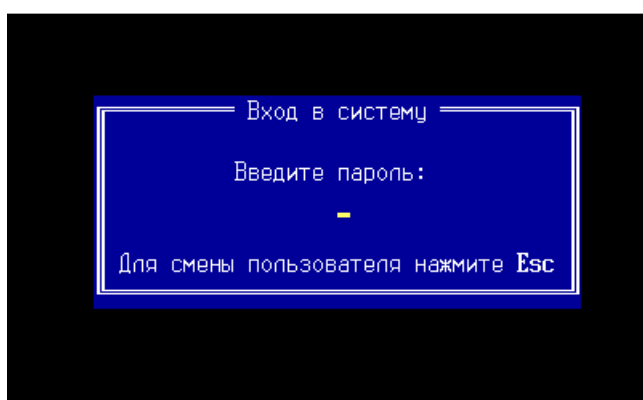 Вход в систему
Введите пароль:
Для смены пользователя нажмите Esc